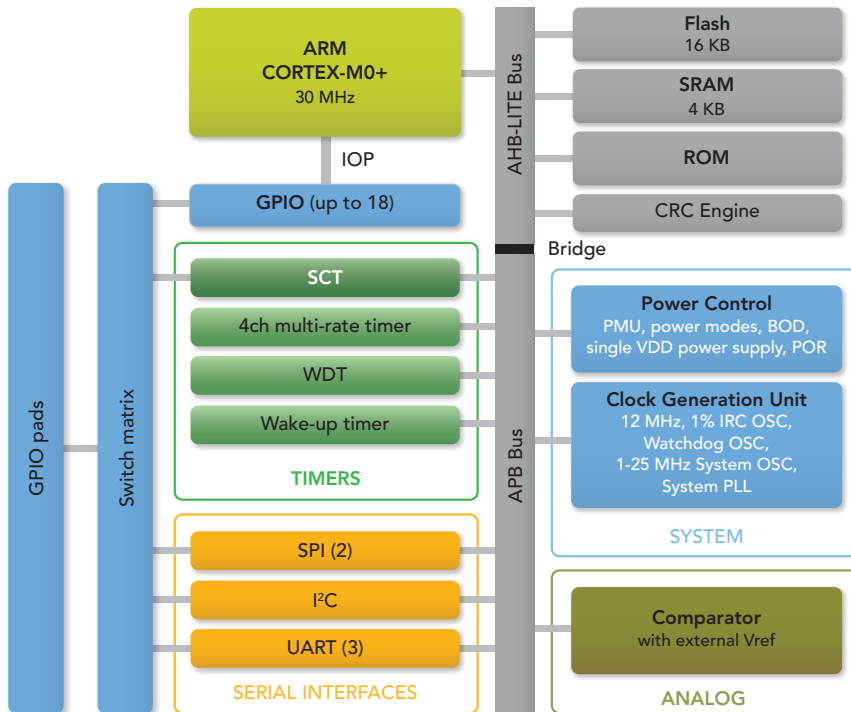 ARM
CORTEX-M0+
30 MHz
IOP
GPIO (up to 18)
GPIO pads
Switch matrix
SCT
4ch multi-rate timer
WDT
Wake-up timer
TIMERS
SPI (2)
I²C
UART (3)
SERIAL INTERFACES
AHB-LITE Bus
Bridge
APB Bus
Flash
16 KB
SRAM
4 KB
ROM
CRC Engine
Power Control
PMU, power modes, BOD,
single VDD power supply, POR
Clock Generation Unit
12 MHz, 1% IRC OSC,
Watchdog OSC,
1-25 MHz System OSC,
System PLL
SYSTEM
Comparator
with external Vref
ANALOG